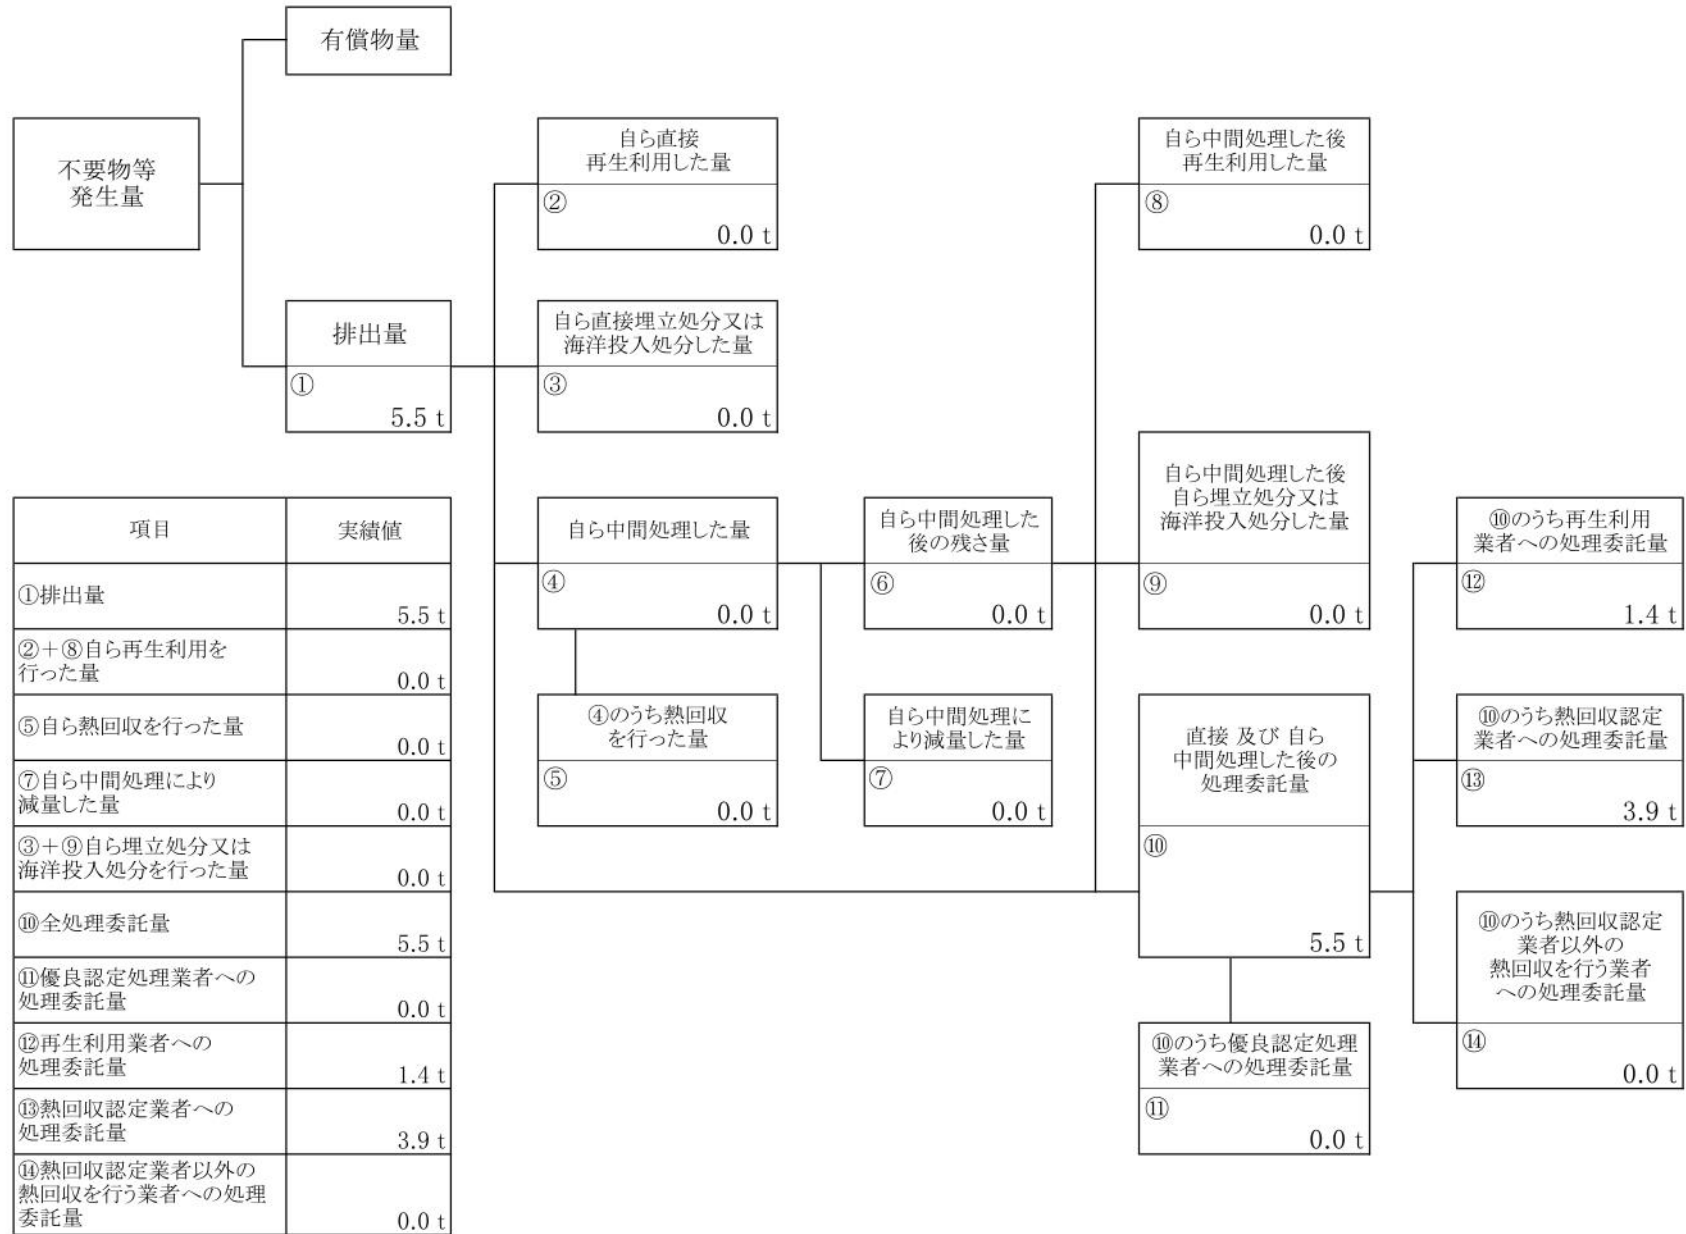 有償物量
不要物等
発生量
自ら直接
再生利用した量
②
0.0 t
自ら中間処理した後
再生利用した量
⑧
0.0 t
排出量
①
5.5 t
自ら直接埋立処分又は
海洋投入処分した量
③
0.0 t
自ら中間処理した量
④
0.0 t
自ら中間処理した
後の残さ量
⑥
0.0 t
自ら中間処理した後
自ら埋立処分又は
海洋投入処分した量
⑨
0.0 t
⑩のうち再生利用
業者への処理委託量
⑫
1.4 t
④のうち熱回収
を行った量
⑤
0.0 t
自ら中間処理に
より減量した量
⑦
0.0 t
直接 及び 自ら
中間処理した後の
処理委託量
⑩
5.5 t
⑩のうち熱回収認定
業者への処理委託量
⑬
3.9 t
⑩のうち熱回収認定
業者以外の
熱回収を行う業者
への処理委託量
⑭
0.0 t
⑩のうち優良認定処理
業者への処理委託量
⑪
0.0 t
項目 実績値
①排出量
5.5 t
②+⑧自ら再生利用を
行った量
0.0 t
⑤自ら熱回収を行った量
0.0 t
⑦自ら中間処理により
減量した量
0.0 t
③+⑨自ら埋立処分又は
海洋投入処分を行った量
0.0 t
⑩全処理委託量
5.5 t
⑪優良認定処理業者への
処理委託量
0.0 t
⑫再生利用業者への
処理委託量
1.4 t
⑬熱回収認定業者への
処理委託量
3.9 t
⑭熱回収認定業者以外の
熱回収を行う業者への処理
委託量
0.0 t